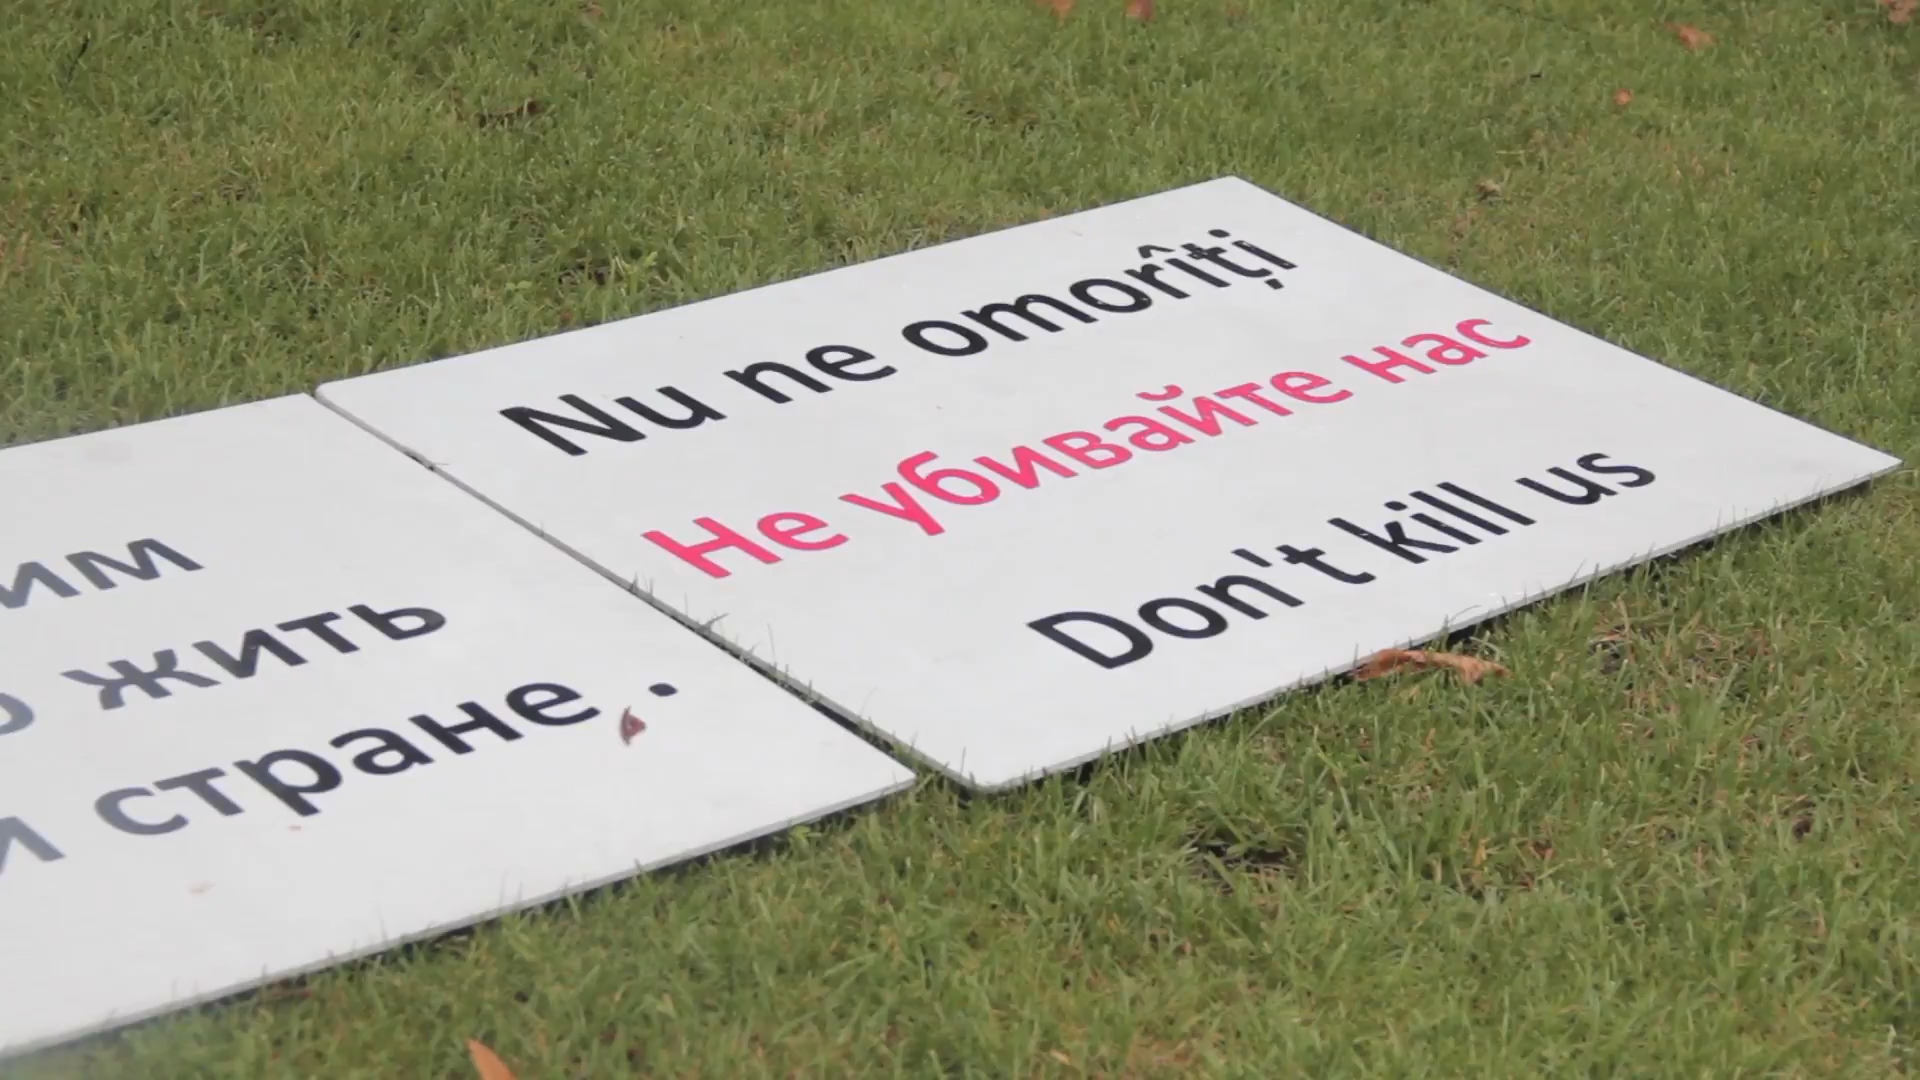 Nu ne omorîți
Не убивайте нас
Don't kill us
жить
стране .